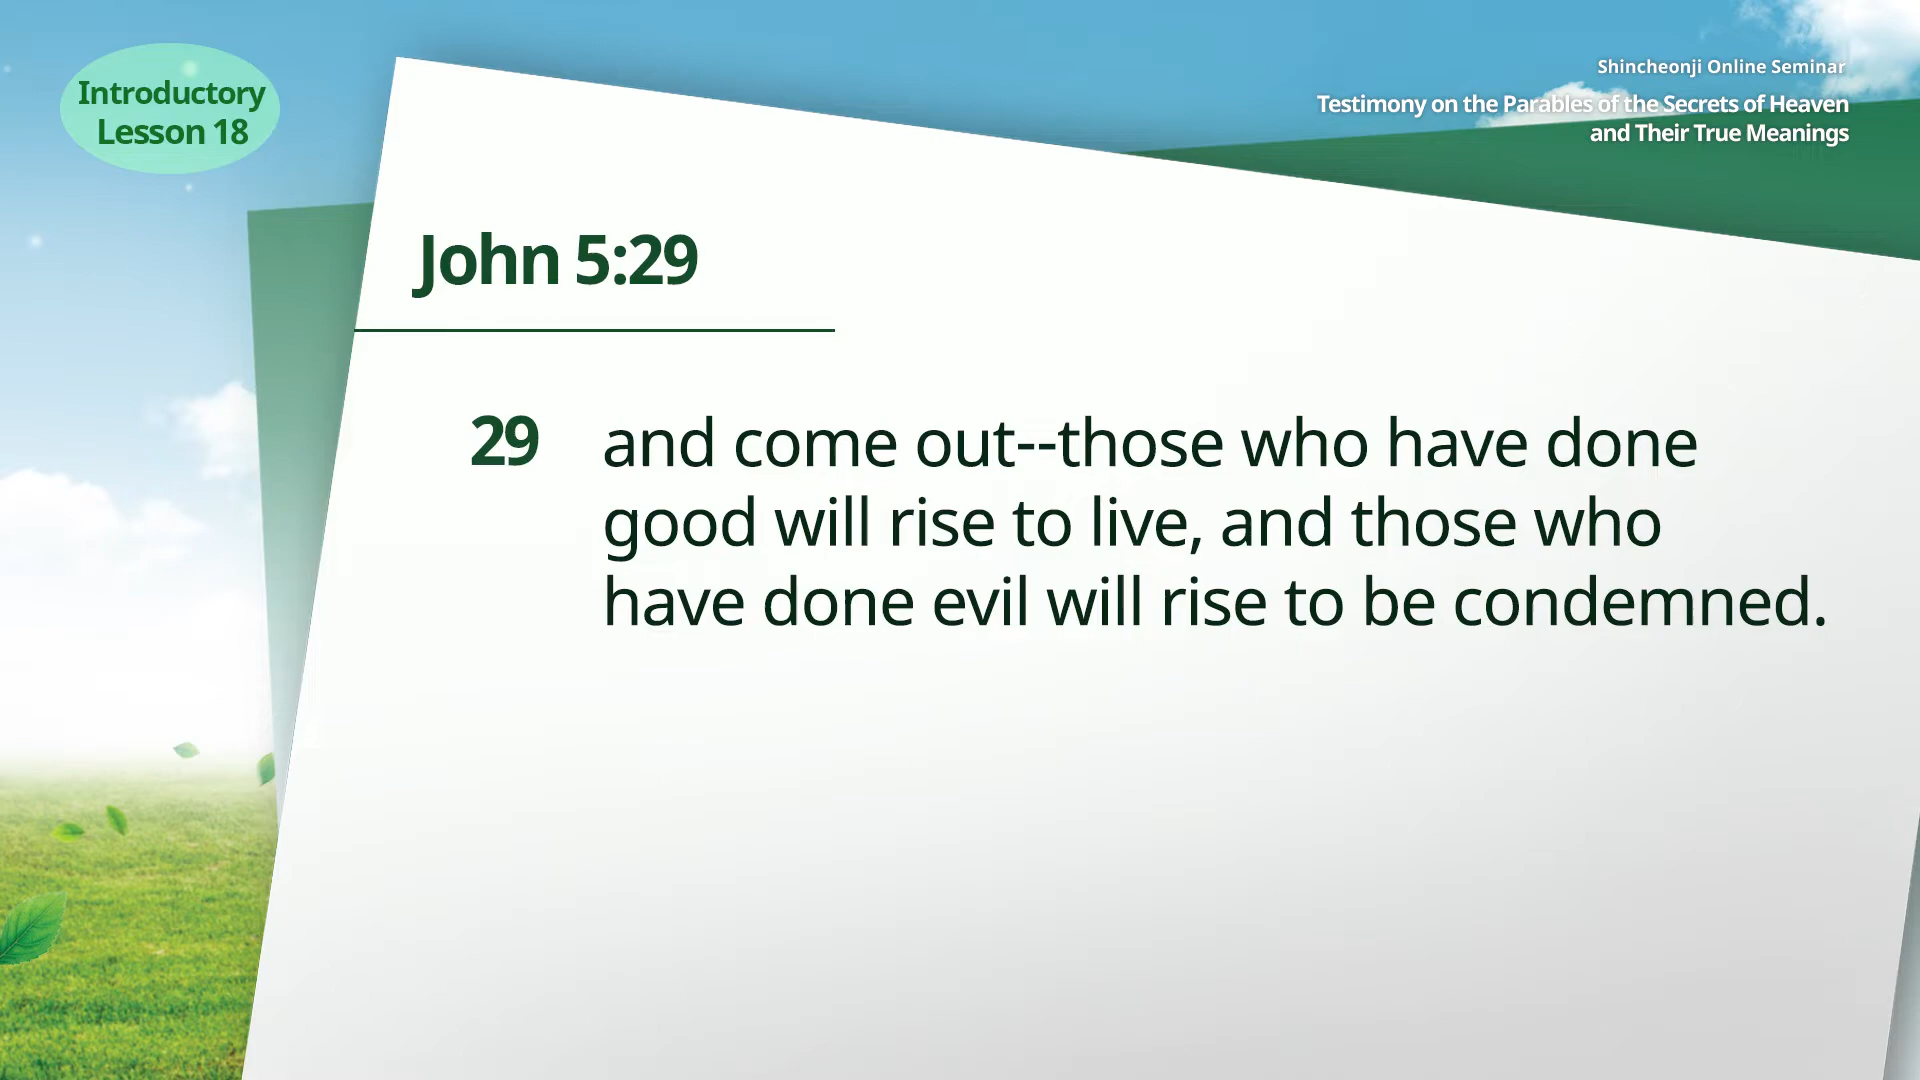 Introductory
Lesson 18
Shincheonji Online Seminar
Testimony on the Parables of the Secrets of Heaven
and Their True Meanings
John 5:29
29 and come out--those who have done
good will rise to live, and those who
have done evil will rise to be condemned.